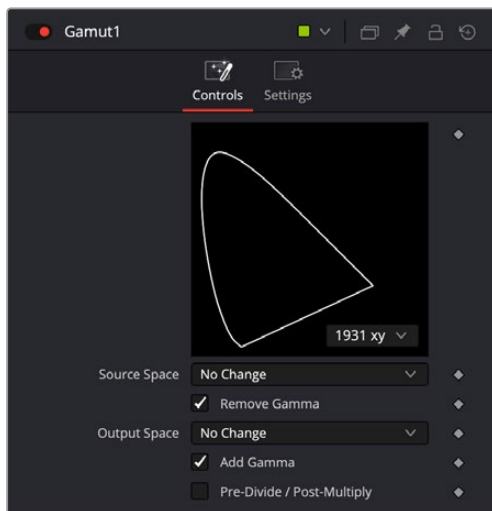 Gamut1
Controls Settings
1931 xy
Source Space No Change
Remove Gamma
Output Space No Change
Add Gamma
Pre-Divide / Post-Multiply